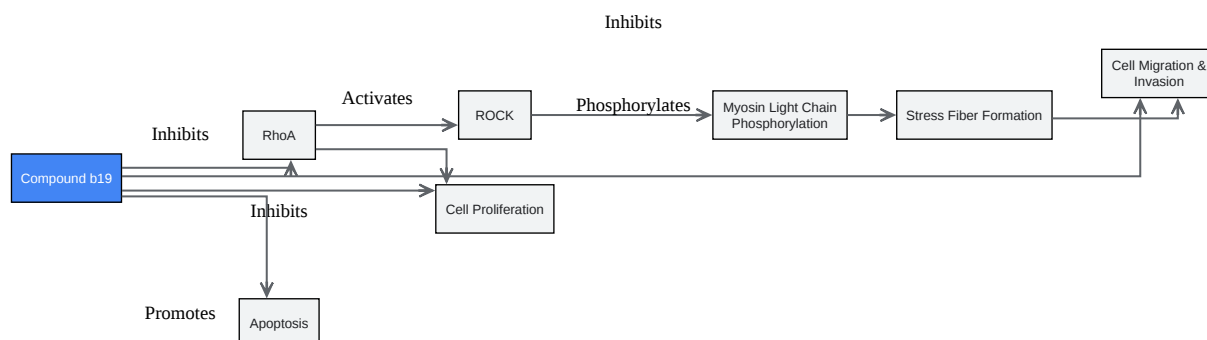 Inhibits
Cell Migration &
Invasion
Activates
ROCK
Phosphorylates
Myosin Light Chain
Phosphorylation
Stress Fiber Formation
Inhibits
RhoA
Compound b19
Inhibits
Cell Proliferation
Promotes
Apoptosis